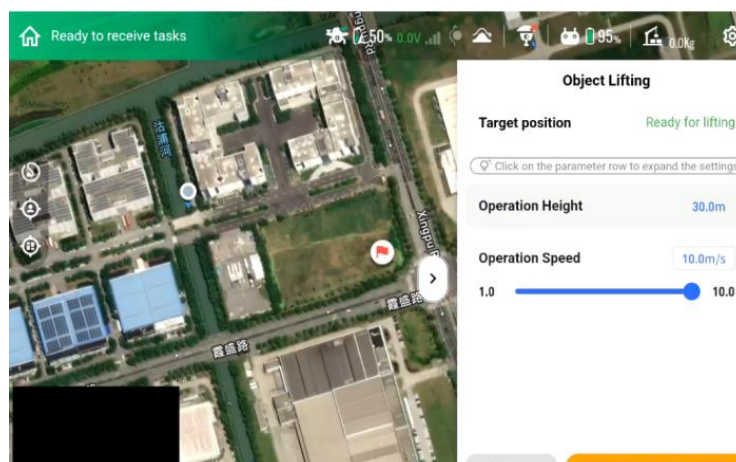 Ready to receive tasks
50% 0.0V
95%
0.0Kg
Object Lifting
Target position
Ready for lifting
Click on the parameter row to expand the settings
Operation Height
30.0m
Operation Speed
10.0m/s
1.0
10.0
沽浦河
Xingpu
霞盛路
霞盛路